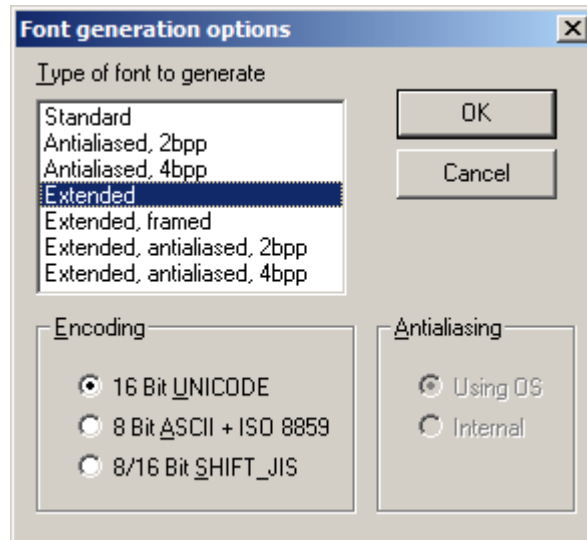 Font generation options
Type of font to generate
Standard
Antialiased, 2bpp
Antialiased, 4bpp
Extended
Extended, framed
Extended, antialiased, 2bpp
Extended, antialiased, 4bpp
OK
Cancel
Encoding
16 Bit UNICODE
8 Bit ASCII + ISO 8859
8/16 Bit SHIFT_JIS
Antialiasing
Using OS
Internal